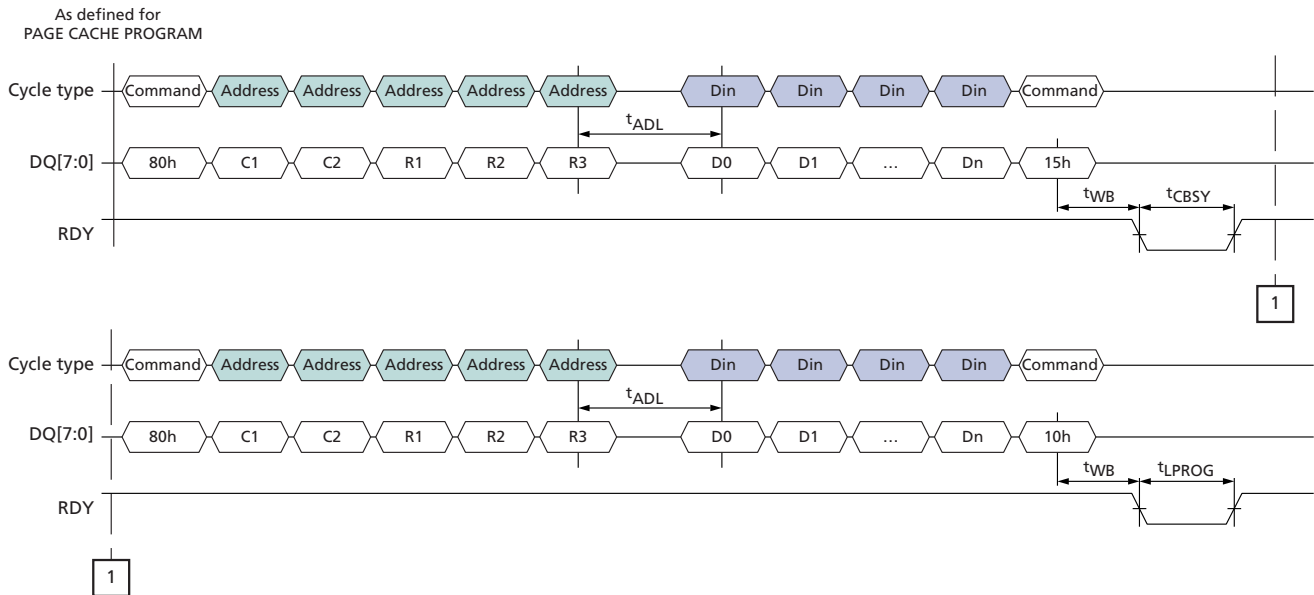 As defined for
PAGE CACHE PROGRAM
Cycle type Command Address Address Address Address Address Din Din Din Din Command
tADL
DQ[7:0] 80h C1 C2 R1 R2 R3 D0 D1 … Dn 15h
tWB tCBSY
RDY
1
Cycle type Command Address Address Address Address Address Din Din Din Din Command
tADL
DQ[7:0] 80h C1 C2 R1 R2 R3 D0 D1 … Dn 10h
tWB tLPROG
RDY
1